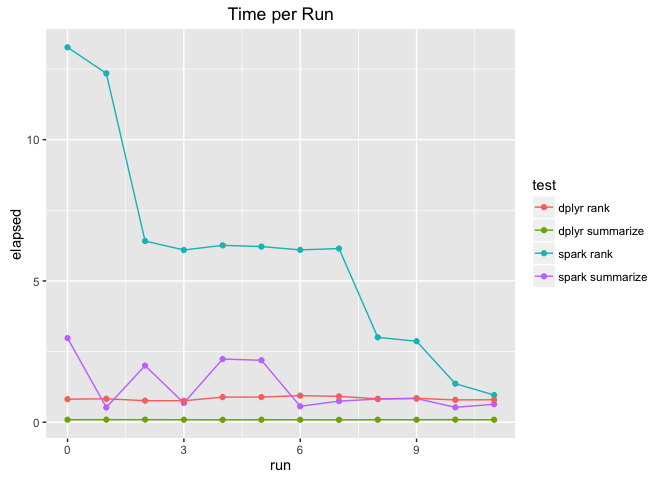 Time per Run
elapsed
10
5
0
0 3 6 9
run
test
dplyr rank
dplyr summarize
spark rank
spark summarize